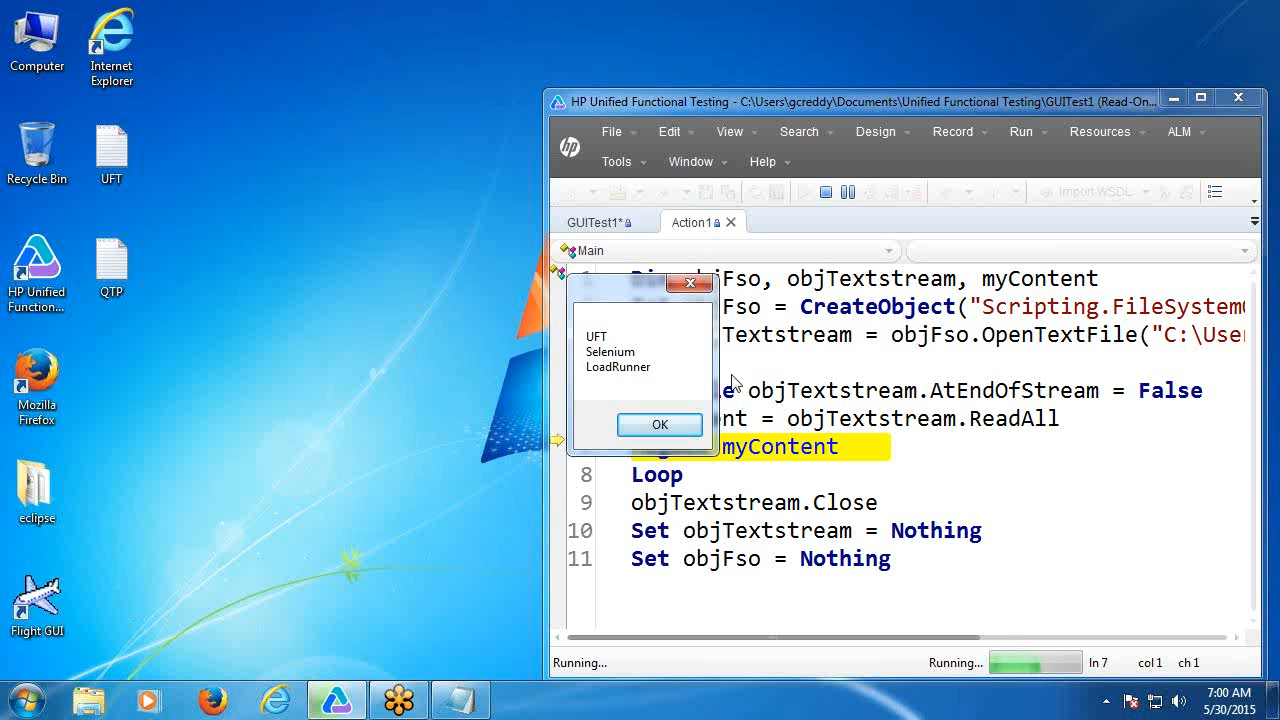 Computer
Internet
Explorer
Recycle Bin
UFT
HP Unified
Function...
QTP
Mozilla
Firefox
eclipse
Flight GUI
HP Unified Functional Testing - C:\Users\gcreddy\Documents\Unified Functional Testing\GUITest1 (Read-On...
hp
File Edit View Search Design Record Run Resources ALM
Tools Window Help
Import WSDL
GUITest1* Action1
Main
Fso, objTextstream, myContent
Fso = CreateObject("Scripting.FileSystem
Textstream = objFso.OpenTextFile("C:\Use
objTextstream.AtEndOfStream = False
nt = objTextstream.ReadAll
myContent
8 Loop
9 objTextstream.Close
10 Set objTextstream = Nothing
11 Set objFso = Nothing
UFT
Selenium
LoadRunner
OK
Running... Running... ln 7 col 1 ch 1
7:00 AM
5/30/2015